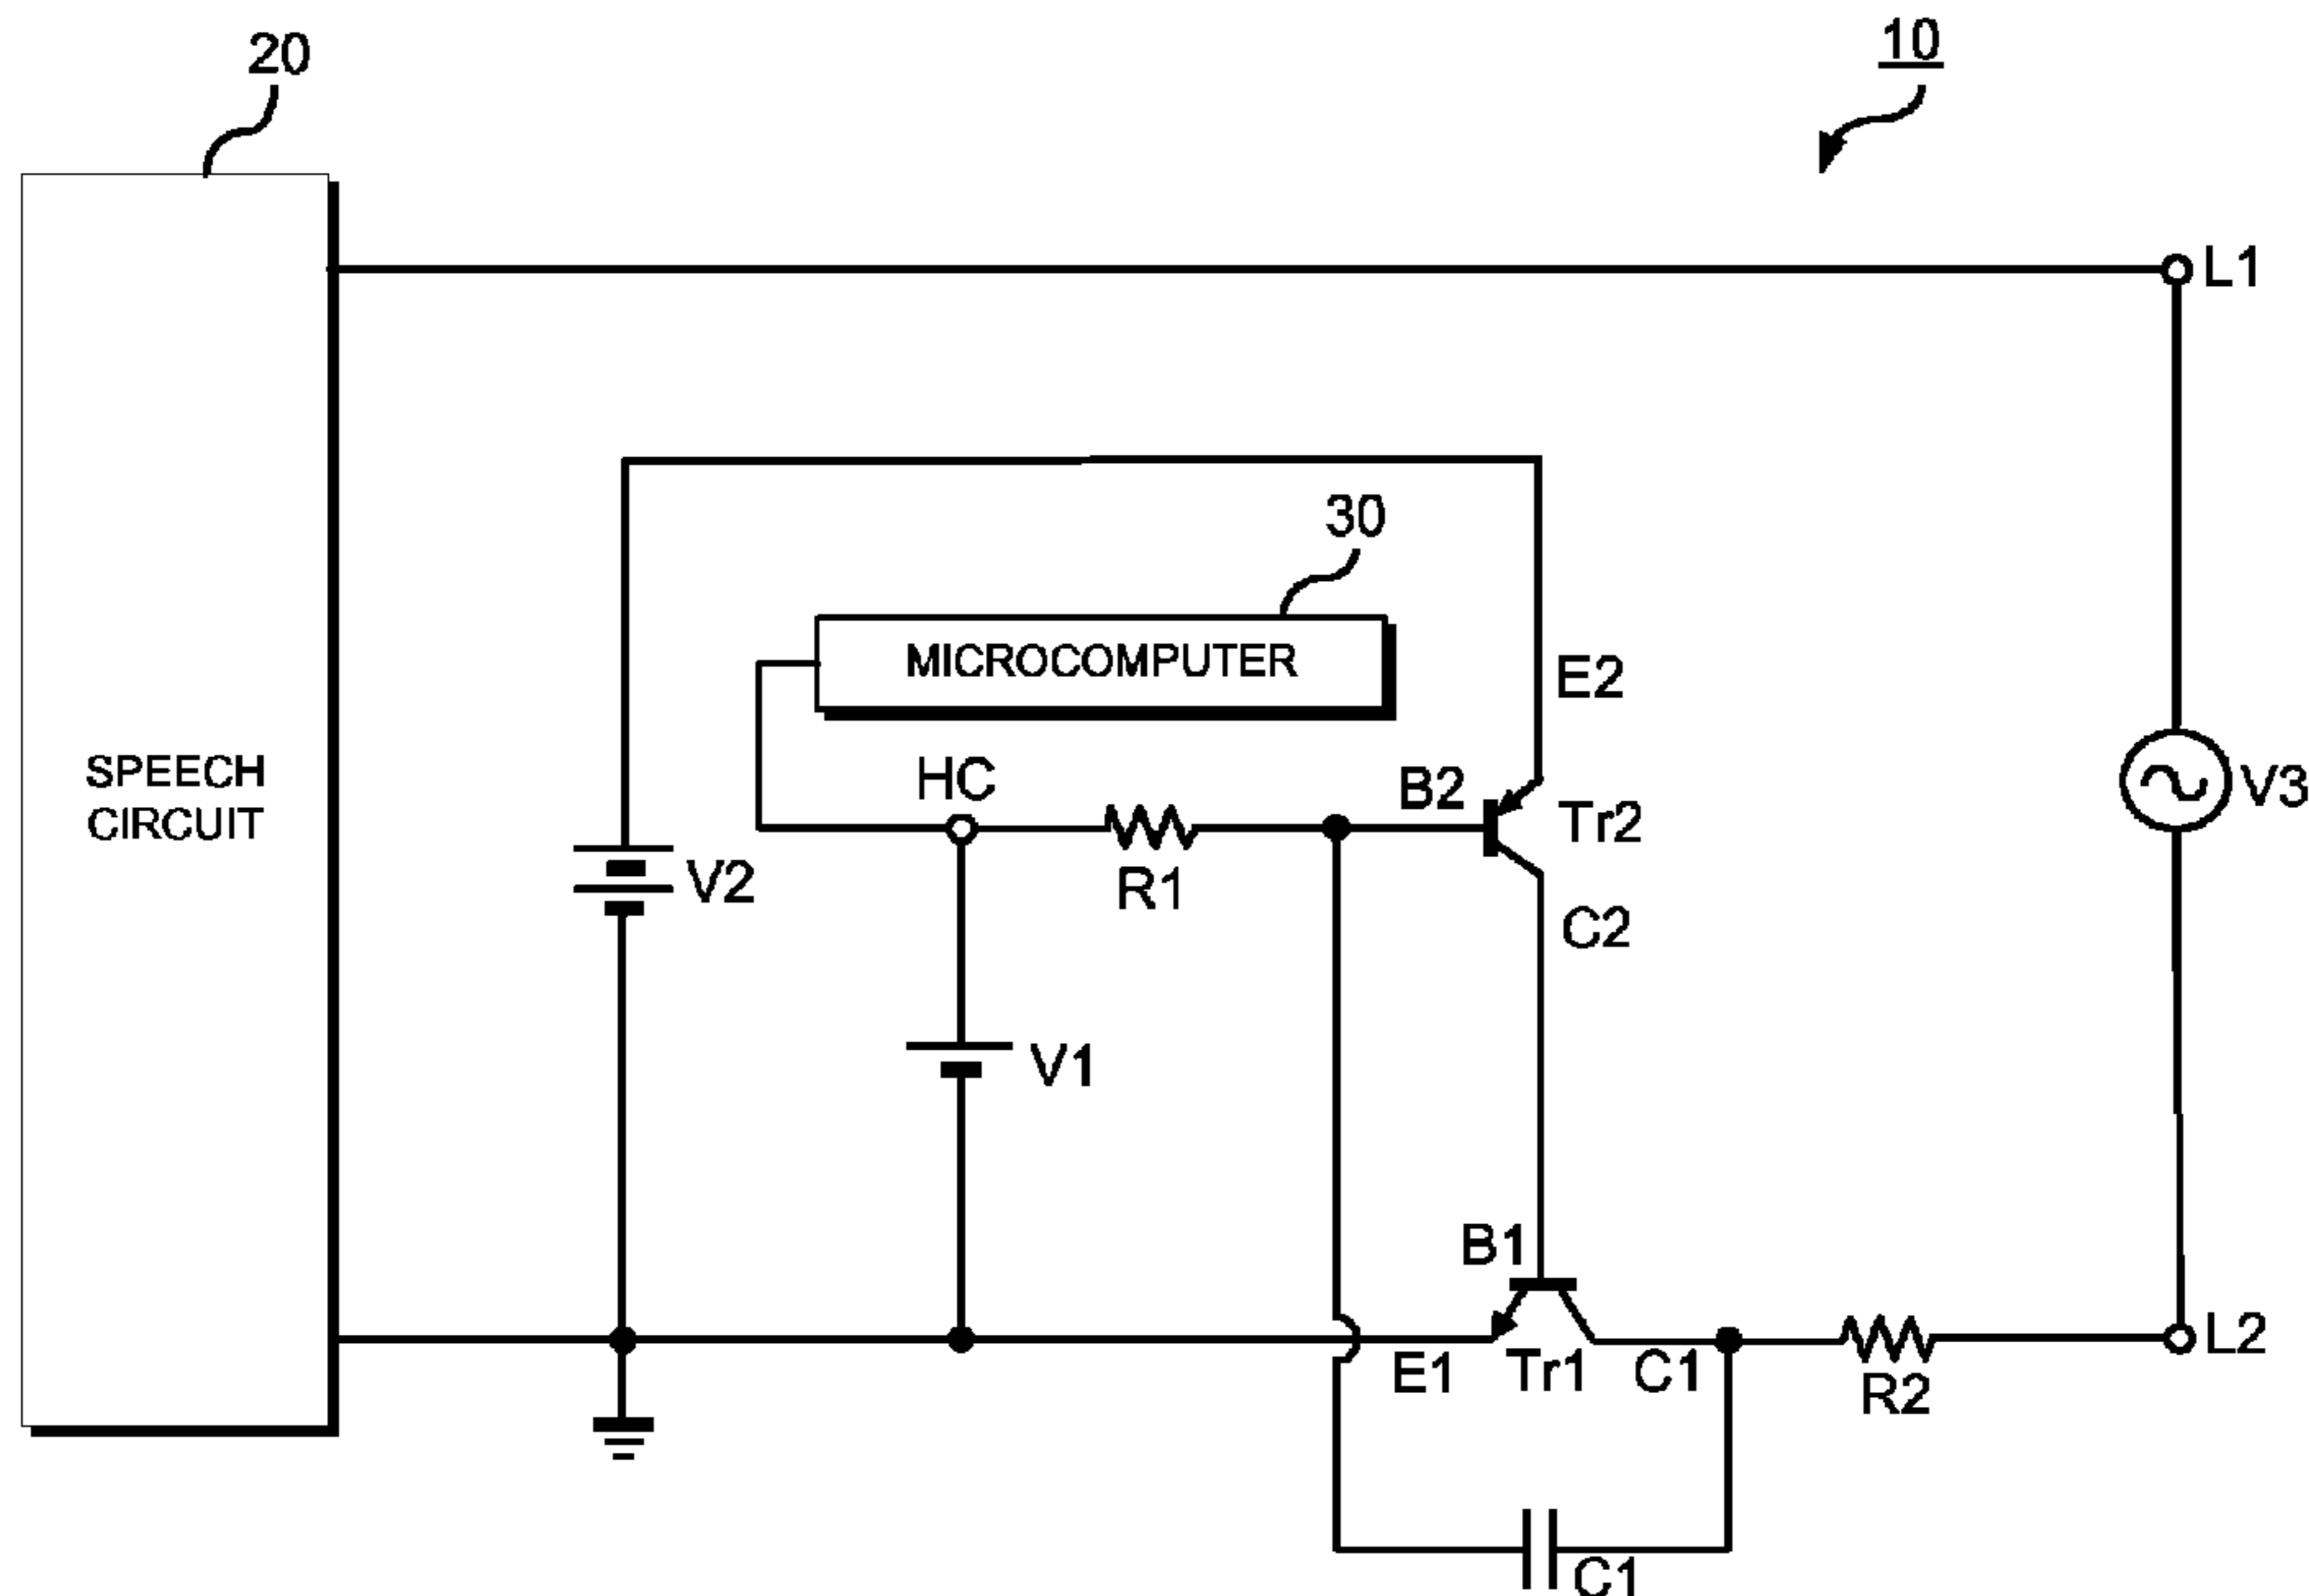 20
10
L1
30
MICROCOMPUTER
E2
SPEECH
CIRCUIT
HC
B2
Tr2
V3
V2
R1
C2
V1
B1
L2
E1
Tr1
C1
R2
C1